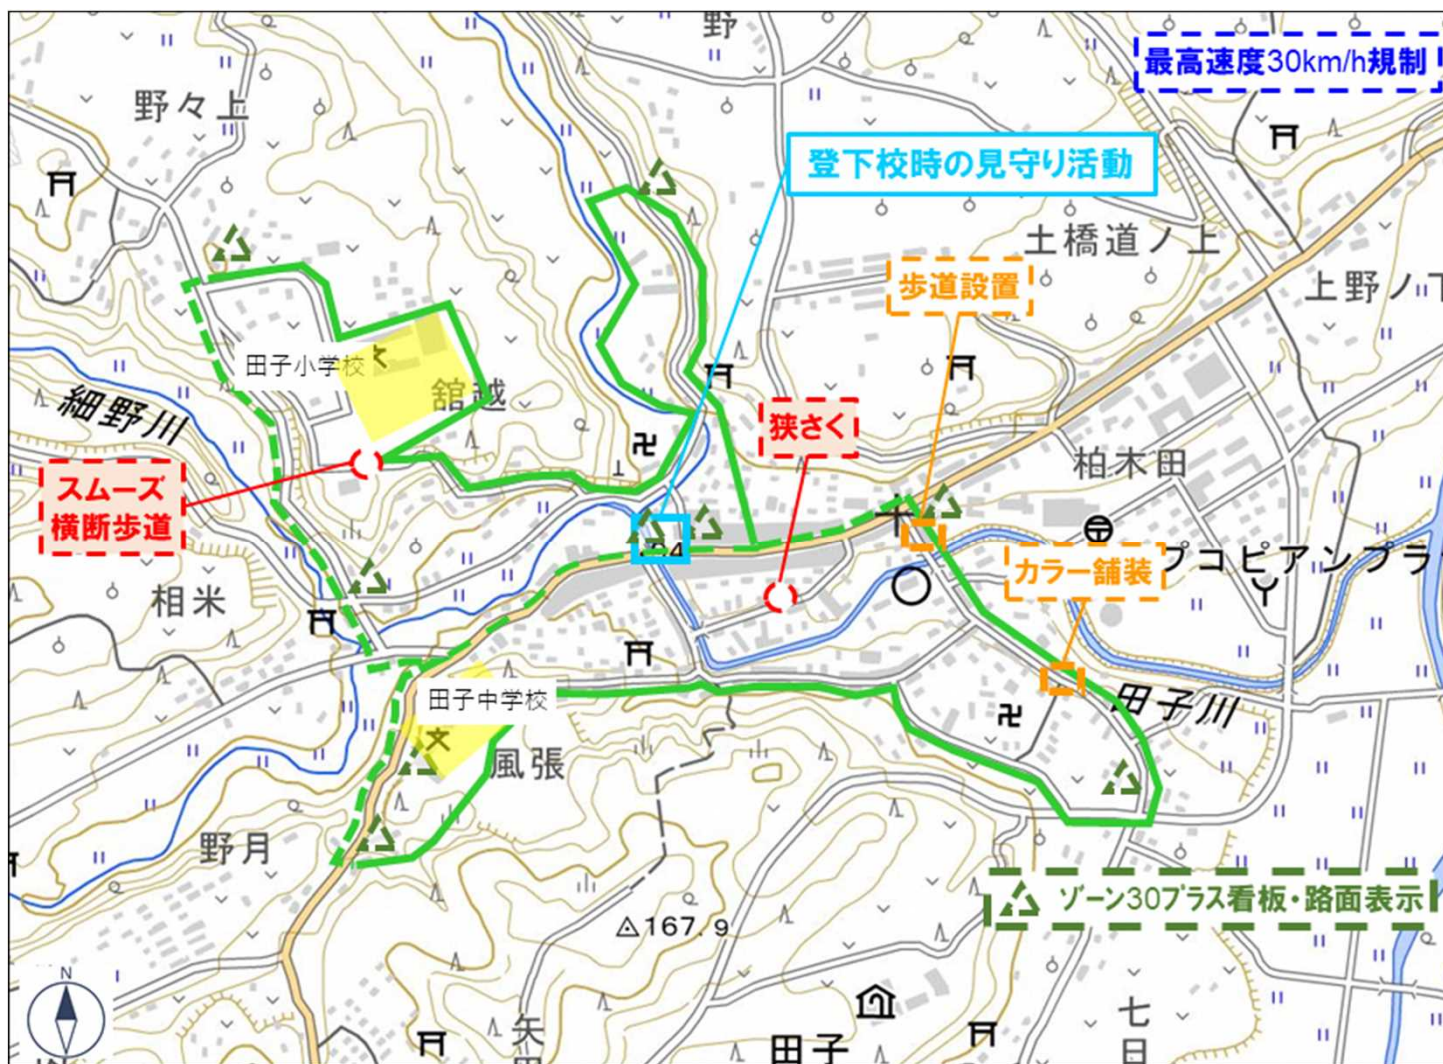 野
最高速度30km/h規制
野々上
登下校時の見守り活動
土橋道ノ上
歩道設置
上野ノ下
田子小学校
舘越
細野川
狭さく
柏木田
スムーズ
横断歩道
カラー舗装
プコピアンプラ
相米
田子中学校
田子川
風張
野月
ゾーン30プラス看板・路面表示
167.9
N
田子
七
日
矢